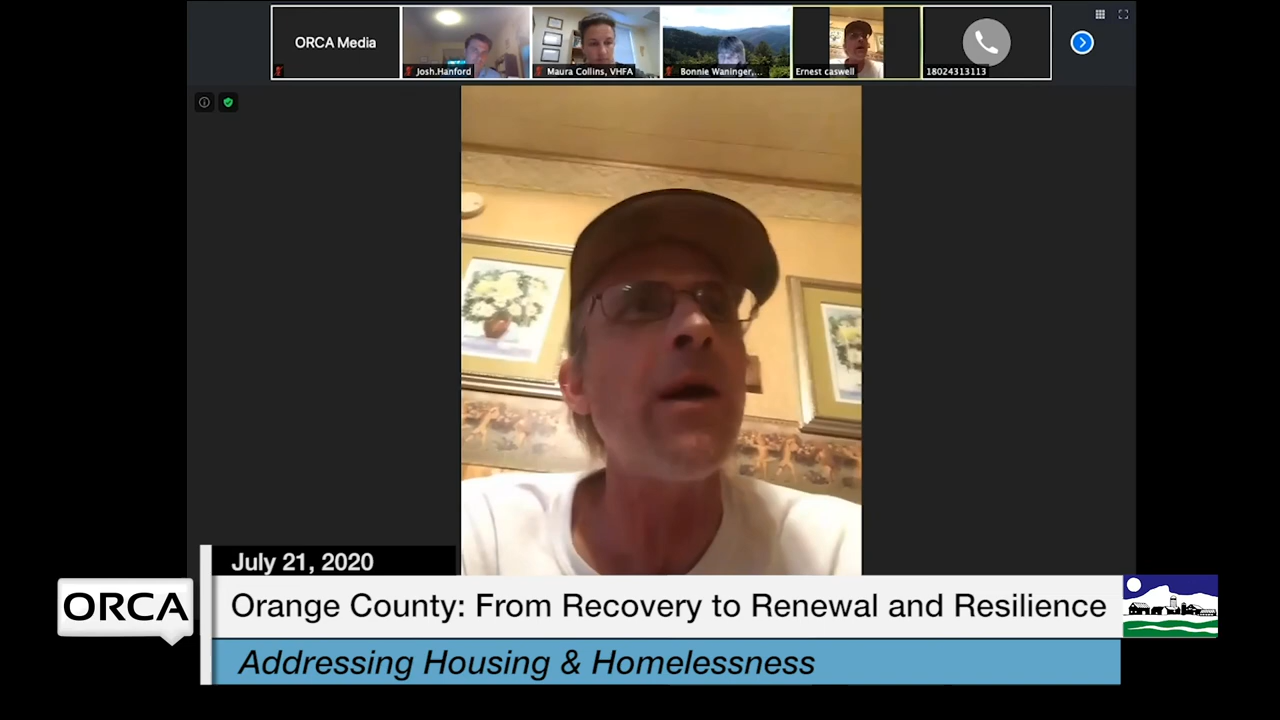 ORCA Media
Josh.Hanford
Maura Collins, VHFA
Bonnie Waninger,...
Ernest caswell
18024313113
July 21, 2020
ORCA
Orange County: From Recovery to Renewal and Resilience
Addressing Housing & Homelessness